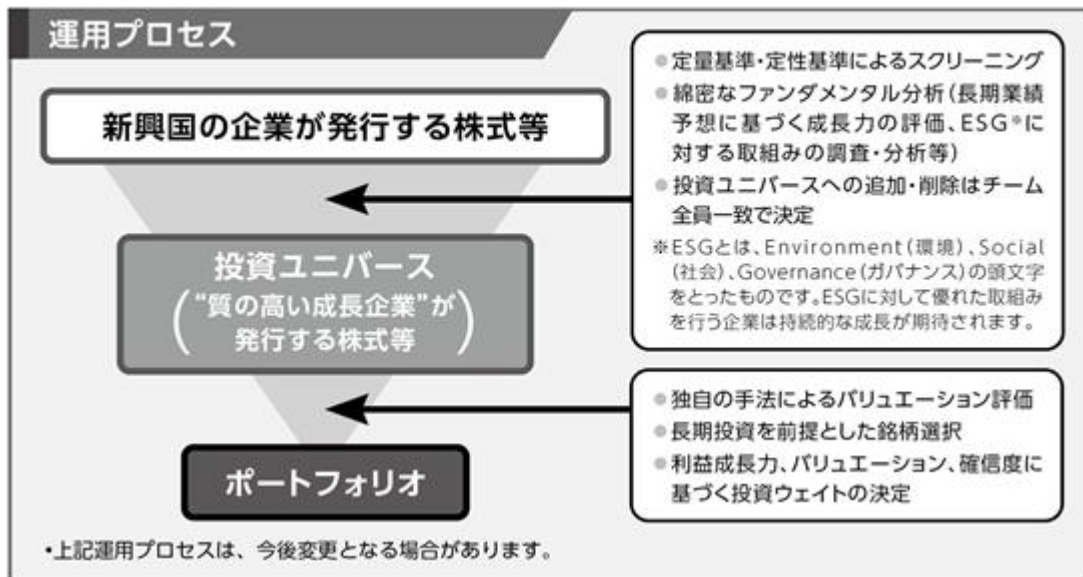 運用プロセス
新興国の企業が発行する株式等
●定量基準・定性基準によるスクリーニング
●綿密なファンダメンタル分析(長期業績
予想に基づく成長力の評価、ESG※に
対する取組みの調査・分析等)
●投資ユニバースへの追加・削除はチーム
全員一致で決定
※ESGとは、Environment(環境)、Social
(社会)、Governance(ガバナンス)の頭文字
をとったものです。ESGに対して優れた取組み
を行う企業は持続的な成長が期待されます。
投資ユニバース
(“質の高い成長企業”が
発行する株式等)
●独自の手法によるバリュエーション評価
●長期投資を前提とした銘柄選択
●利益成長力、バリュエーション、確信度に
基づく投資ウェイトの決定
ポートフォリオ
・上記運用プロセスは、今後変更となる場合があります。